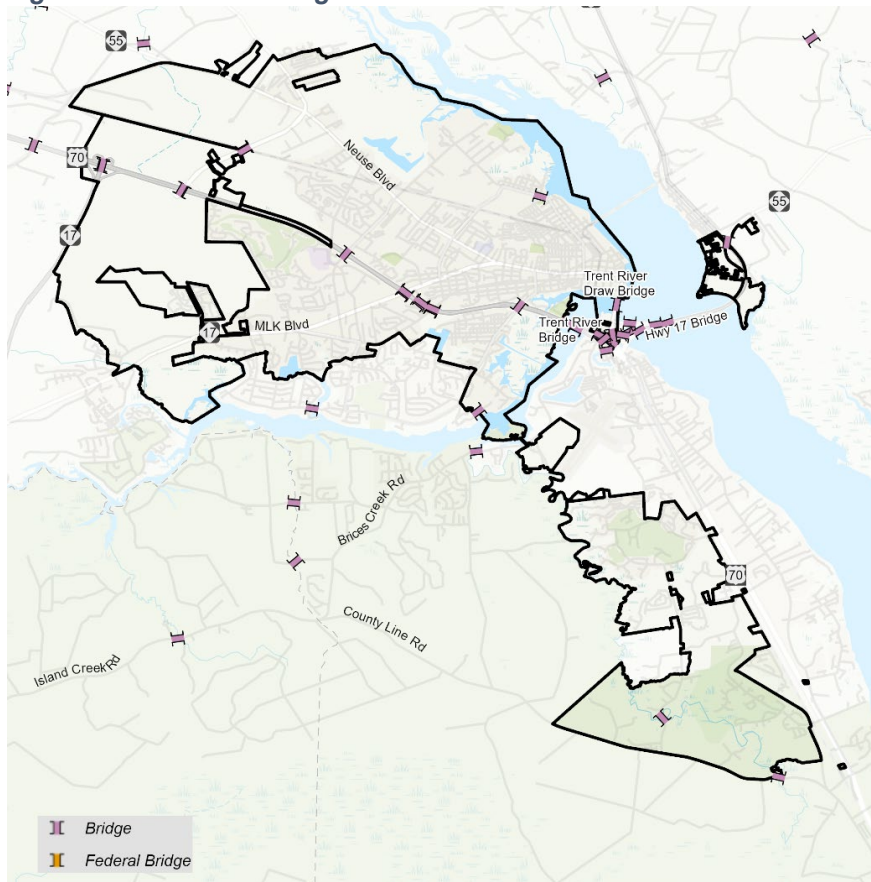 55
Neuse Blvd
70
55
17
Trent River
Draw Bridge
Trent River
Bridge
MLK Blvd
17
Hwy 17 Bridge
Brices Creek Rd
70
County Line Rd
Island Creek Rd
Bridge
Federal Bridge